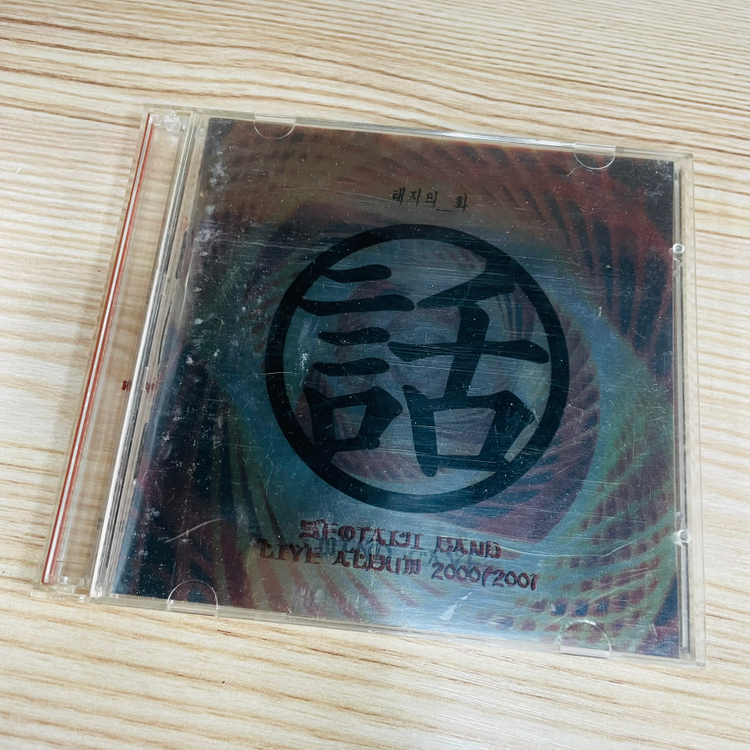 태지의_화
話
SEOTAIJI BAND
LIVE ALBUM 2000/2001